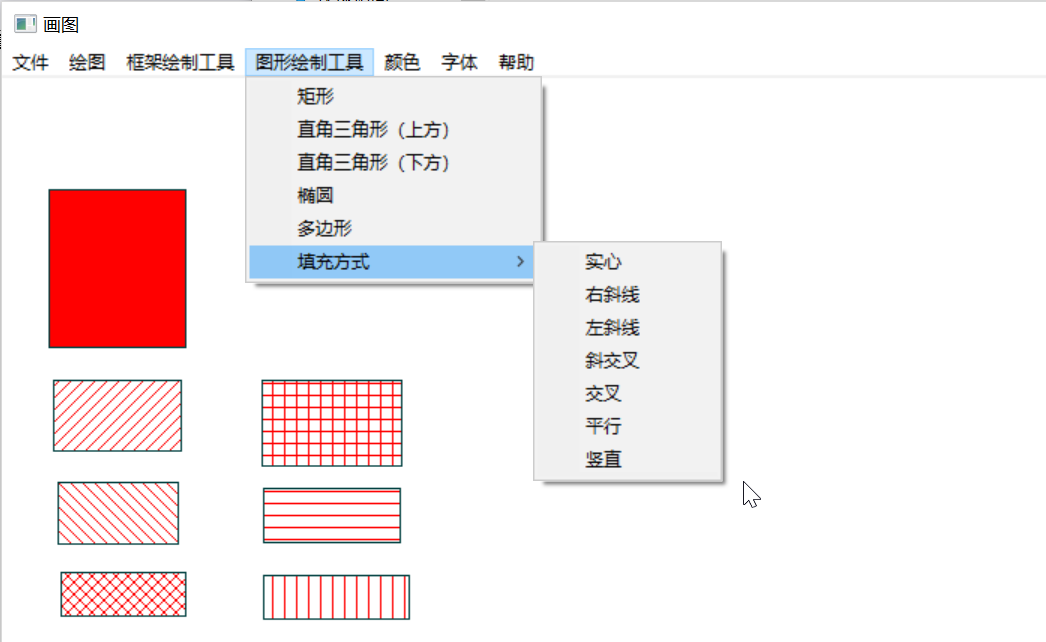 画图
文件 绘图 框架绘制工具 图形绘制工具 颜色 字体 帮助
矩形
直角三角形（上方）
直角三角形（下方）
椭圆
多边形
填充方式
实心
右斜线
左斜线
斜交叉
交叉
平行
竖直